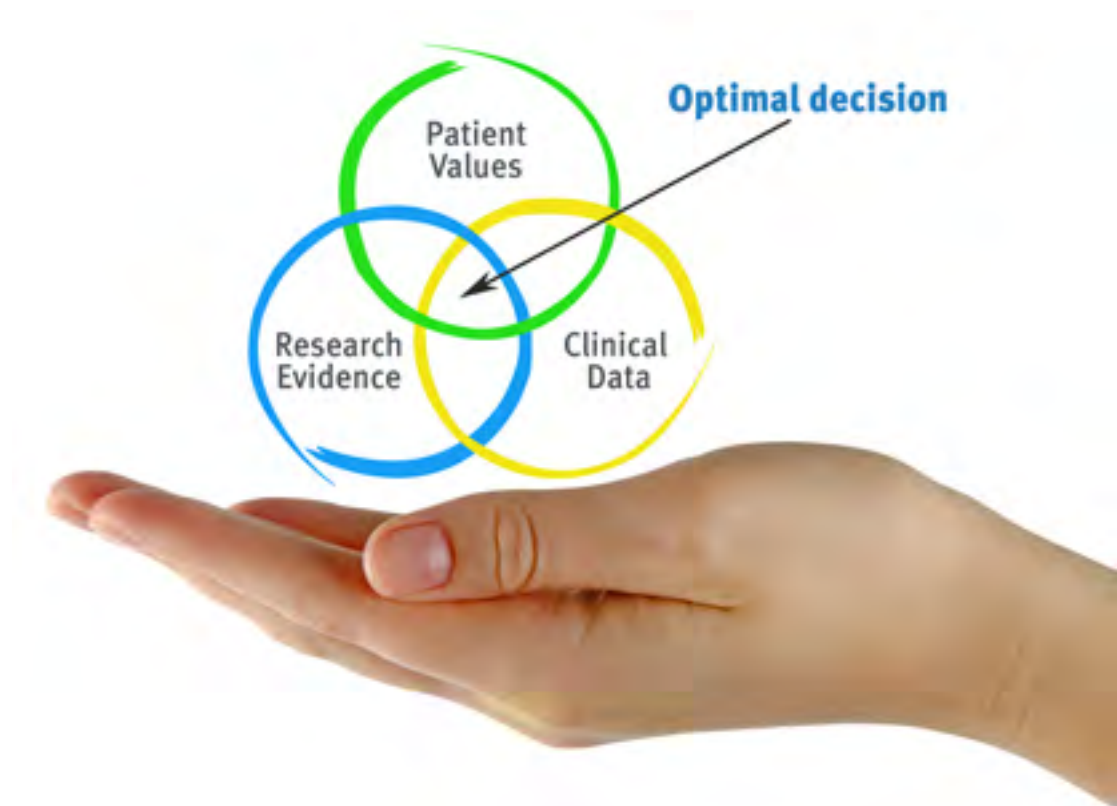 Optimal decision
Patient
Values
Research
Evidence
Clinical
Data